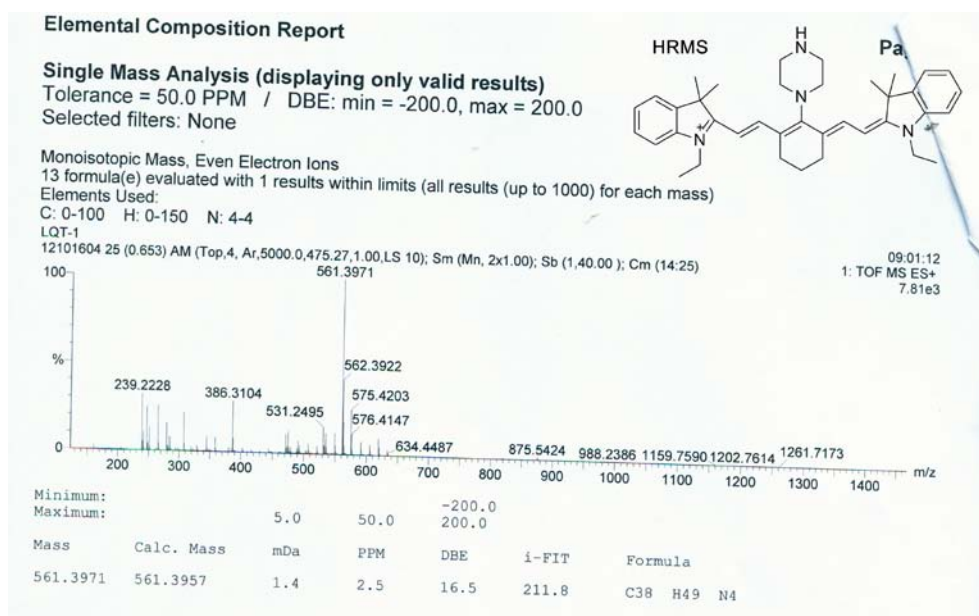 Elemental Composition Report
HRMS
H
N
N
N
+
N
+
Single Mass Analysis (displaying only valid results)
Tolerance = 50.0 PPM / DBE: min = -200.0, max = 200.0
Selected filters: None
Monoisotopic Mass, Even Electron Ions
13 formula(e) evaluated with 1 results within limits (all results (up to 1000) for each mass)
Elements Used:
C: 0-100 H: 0-150 N: 4-4
LQT-1
12101604 25 (0.653) AM (Top,4, Ar,5000.0,475.27,1.00,LS 10); Sm (Mn, 2x1.00); Sb (1,40.00 ); Cm (14:25)
09:01:12
1: TOF MS ES+
7.81e3
100
%
0
561.3971
562.3922
575.4203
576.4147
239.2228
386.3104
531.2495
634.4487
875.5424
988.2386
1159.7590
1202.7614
1261.7173
200 300 400 500 600 700 800 900 1000 1100 1200 1300 1400 m/z
Minimum: -200.0
Maximum: 5.0 50.0 200.0
Mass Calc. Mass mDa PPM DBE i-FIT Formula
561.3971 561.3957 1.4 2.5 16.5 211.8 C38 H49 N4